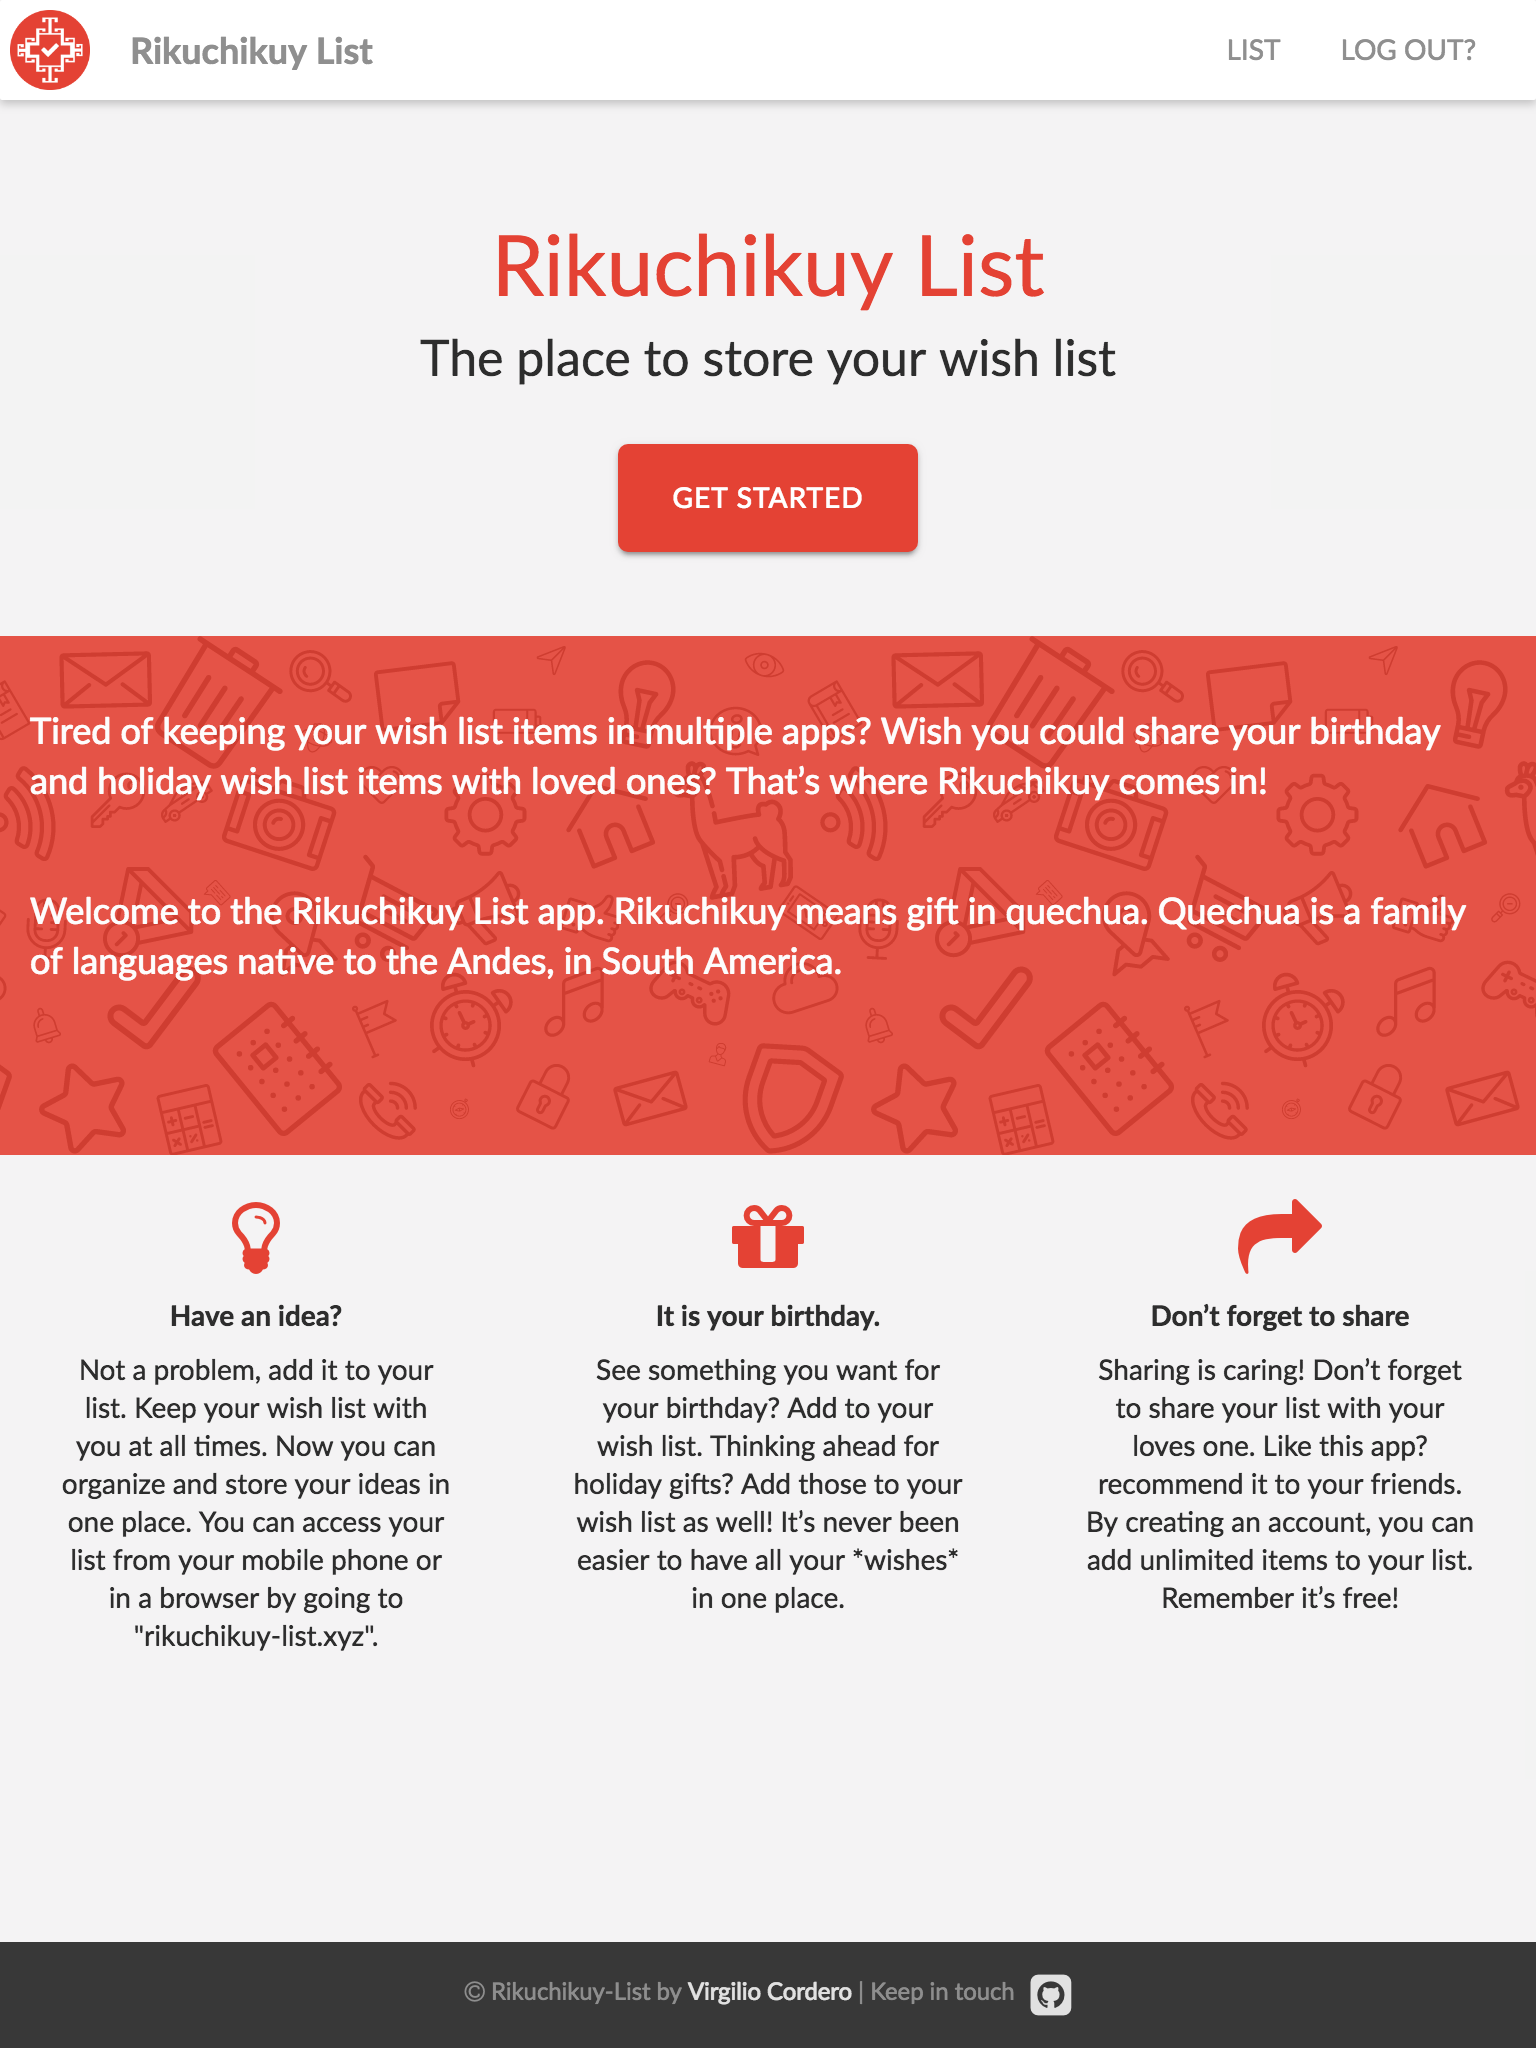 Rikuchikuy List
LIST
LOG OUT?
Rikuchikuy List
The place to store your wish list
GET STARTED
Tired of keeping your wish list items in multiple apps? Wish you could share your birthday
and holiday wish list items with loved ones? That’s where Rikuchikuy comes in!
Welcome to the Rikuchikuy List app. Rikuchikuy means gift in quechua. Quechua is a family
of languages native to the Andes, in South America.
Have an idea?
Not a problem, add it to your
list. Keep your wish list with
you at all times. Now you can
organize and store your ideas in
one place. You can access your
list from your mobile phone or
in a browser by going to
"rikuchikuy-list.xyz".
It is your birthday.
See something you want for
your birthday? Add to your
wish list. Thinking ahead for
holiday gifts? Add those to your
wish list as well! It’s never been
easier to have all your *wishes*
in one place.
Don’t forget to share
Sharing is caring! Don’t forget
to share your list with your
loves one. Like this app?
recommend it to your friends.
By creating an account, you can
add unlimited items to your list.
Remember it’s free!
© Rikuchikuy-List by Virgilio Cordero | Keep in touch